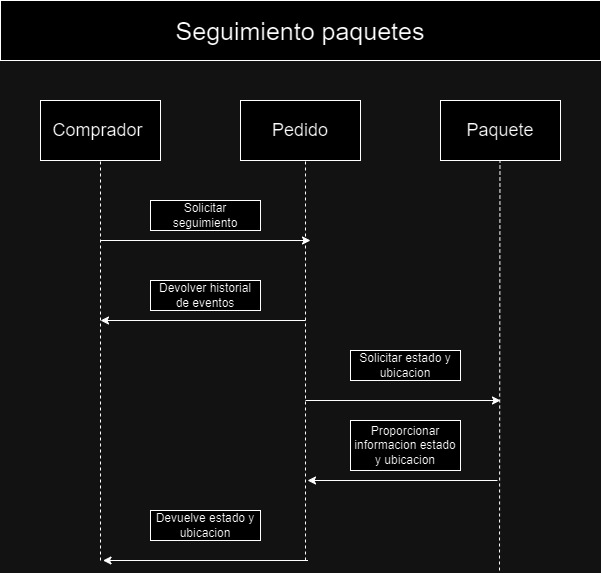 Seguimiento paquetes
Comprador
Pedido
Paquete
Solicitar
seguimiento
Devolver historial
de eventos
Solicitar estado y
ubicacion
Proporcionar
informacion estado
y ubicacion
Devuelve estado y
ubicacion